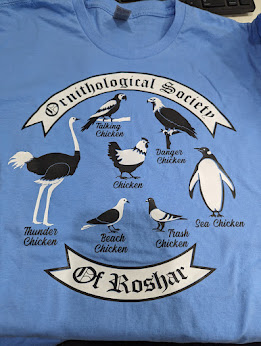 Ornithological Society
Talking
Chicken
Danger
Chicken
Chicken
Thunder
Chicken
Beach
Chicken
Trash
Chicken
Sea Chicken
Of Roshar